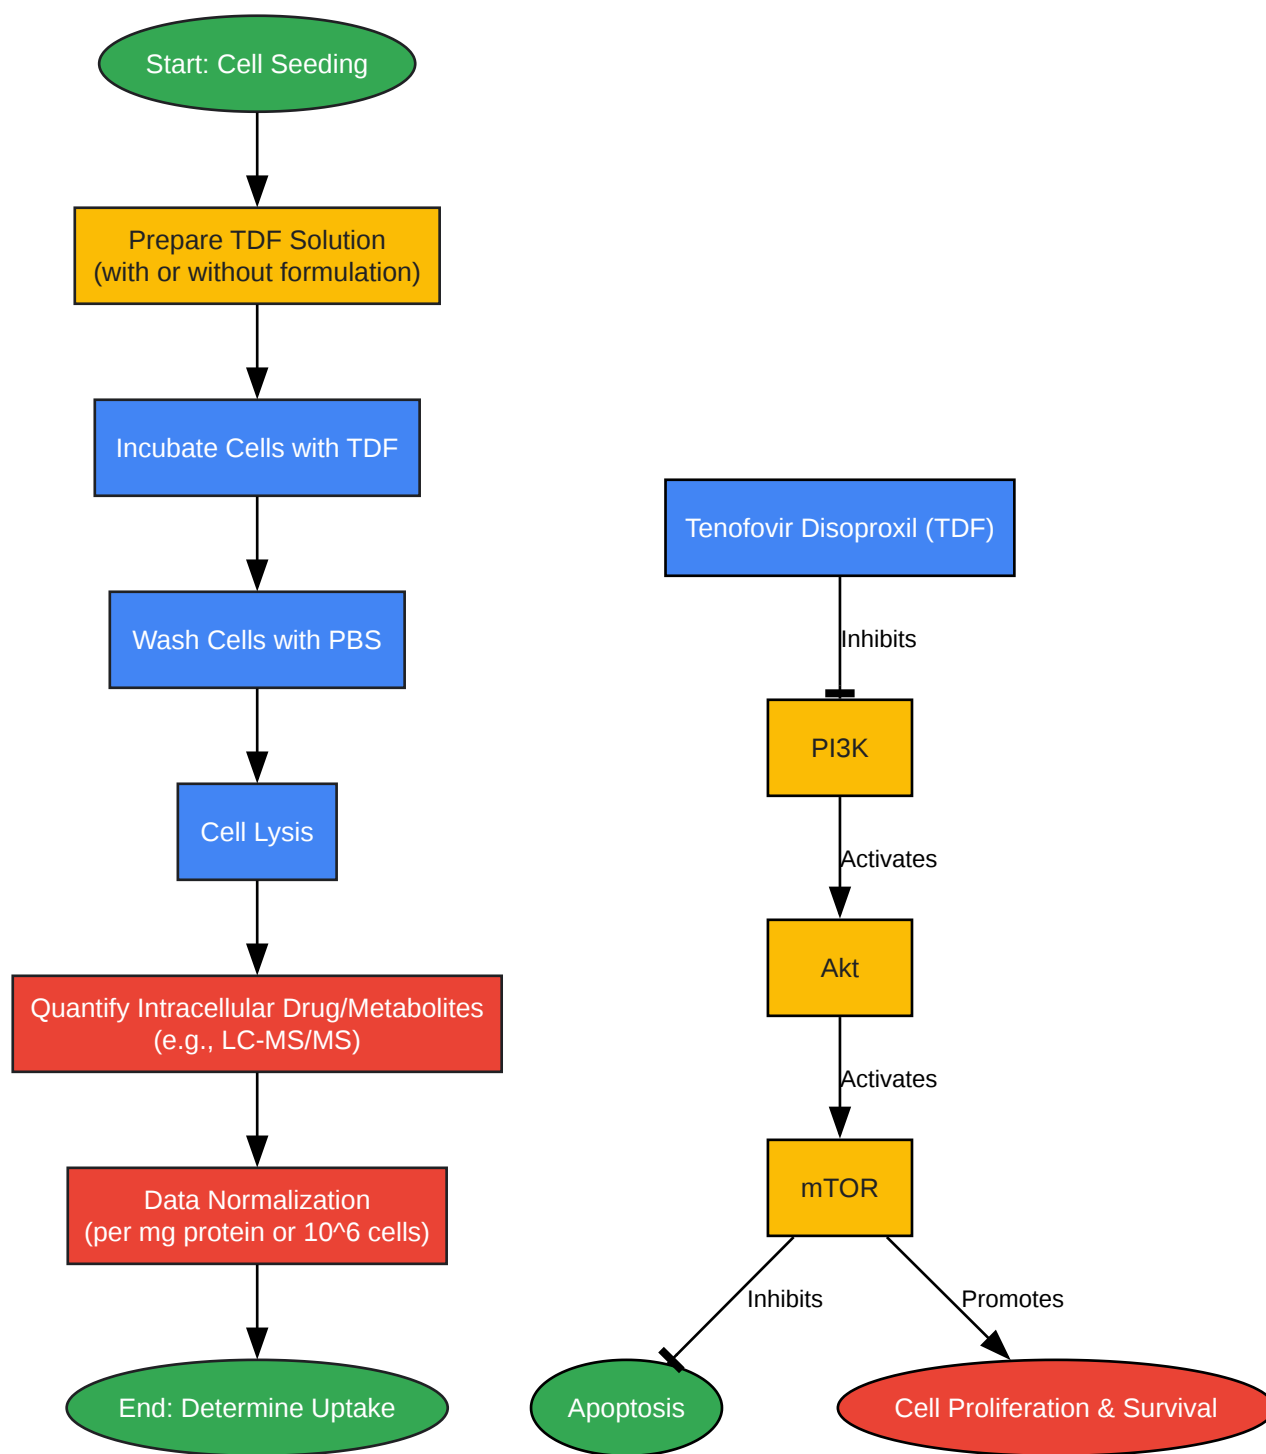 Start: Cell Seeding
Prepare TDF Solution
(with or without formulation)
Incubate Cells with TDF
Wash Cells with PBS
Cell Lysis
Quantify Intracellular Drug/Metabolites
(e.g., LC-MS/MS)
Data Normalization
(per mg protein or 10^6 cells)
End: Determine Uptake
Tenofovir Disoproxil (TDF)
Inhibits
PI3K
Activates
Akt
Activates
mTOR
Inhibits
Promotes
Apoptosis
Cell Proliferation & Survival